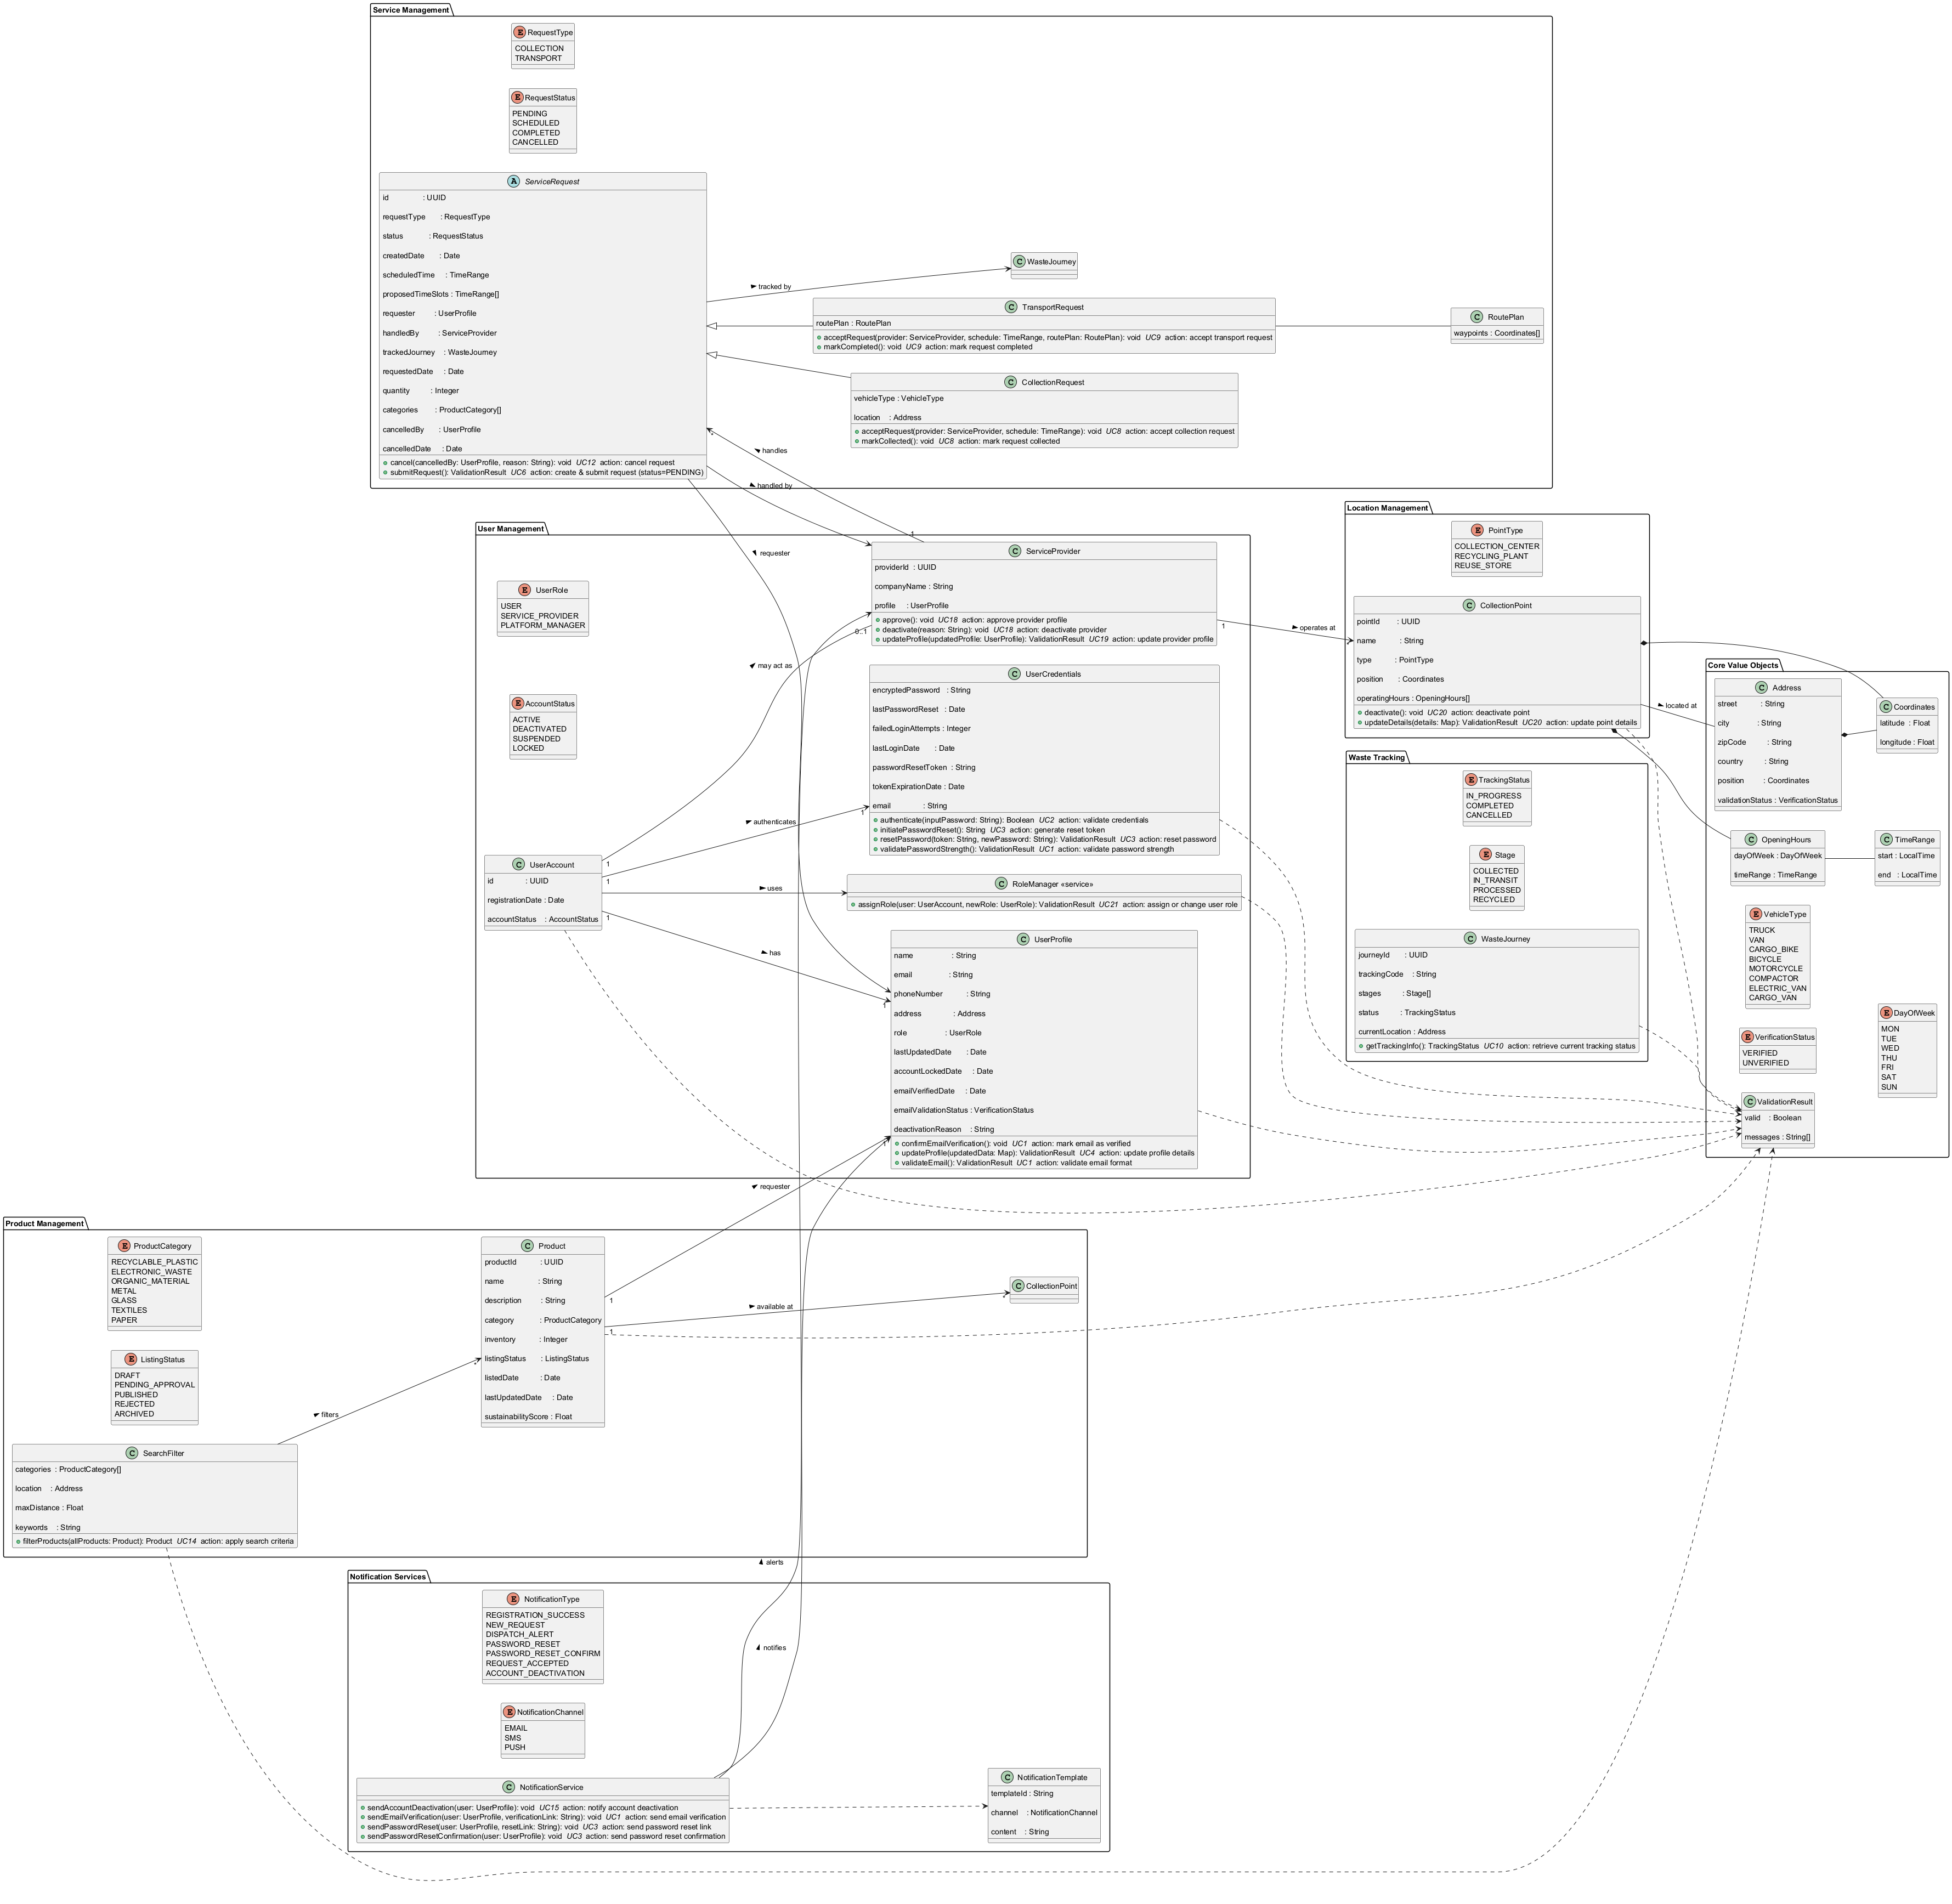 Service Management
E RequestType
COLLECTION
TRANSPORT
E RequestStatus
PENDING
SCHEDULED
COMPLETED
CANCELLED
A ServiceRequest
id : UUID
requestType : RequestType
status : RequestStatus
createdDate : Date
scheduledTime : TimeRange
proposedTimeSlots : TimeRange[]
requester : UserProfile
handledBy : ServiceProvider
trackedJourney : WasteJourney
requestedDate : Date
quantity : Integer
categories : ProductCategory[]
cancelledBy : UserProfile
cancelledDate : Date
cancel(cancelledBy: UserProfile, reason: String): void UC12 action: cancel request
submitRequest(): ValidationResult UC6 action: create & submit request (status=PENDING)
tracked by
C WasteJourney
C TransportRequest
routePlan : RoutePlan
acceptRequest(provider: ServiceProvider, schedule: TimeRange, routePlan: RoutePlan): void UC9 action: accept transport request
markCompleted(): void UC9 action: mark request completed
C RoutePlan
waypoints : Coordinates[]
C CollectionRequest
vehicleType : VehicleType
location : Address
acceptRequest(provider: ServiceProvider, schedule: TimeRange): void UC8 action: accept collection request
markCollected(): void UC8 action: mark request collected
*
handles
handled by
1
requester
User Management
E UserRole
USER
SERVICE_PROVIDER
PLATFORM_MANAGER
E AccountStatus
ACTIVE
DEACTIVATED
SUSPENDED
LOCKED
C UserAccount
id : UUID
registrationDate : Date
accountStatus : AccountStatus
may act as
0..1
1
authenticates
1
1
uses
has
1
1
C ServiceProvider
providerId : UUID
companyName : String
profile : UserProfile
approve(): void UC18 action: approve provider profile
deactivate(reason: String): void UC18 action: deactivate provider
updateProfile(updatedProfile: UserProfile): ValidationResult UC19 action: update provider profile
C UserCredentials
encryptedPassword : String
lastPasswordReset : Date
failedLoginAttempts : Integer
lastLoginDate : Date
passwordResetToken : String
tokenExpirationDate : Date
email : String
authenticate(inputPassword: String): Boolean UC2 action: validate credentials
initiatePasswordReset(): String UC3 action: generate reset token
resetPassword(token: String, newPassword: String): ValidationResult UC3 action: reset password
validatePasswordStrength(): ValidationResult UC1 action: validate password strength
C RoleManager «service»
assignRole(user: UserAccount, newRole: UserRole): ValidationResult UC21 action: assign or change user role
C UserProfile
name : String
email : String
phoneNumber : String
address : Address
role : UserRole
lastUpdatedDate : Date
accountLockedDate : Date
emailVerifiedDate : Date
emailValidationStatus : VerificationStatus
deactivationReason : String
confirmEmailVerification(): void UC1 action: mark email as verified
updateProfile(updatedData: Map): ValidationResult UC4 action: update profile details
validateEmail(): ValidationResult UC1 action: validate email format
1
operates at
*
Location Management
E PointType
COLLECTION_CENTER
RECYCLING_PLANT
REUSE_STORE
C CollectionPoint
pointId : UUID
name : String
type : PointType
position : Coordinates
operatingHours : OpeningHours[]
deactivate(): void UC20 action: deactivate point
updateDetails(details: Map): ValidationResult UC20 action: update point details
located at
Waste Tracking
E TrackingStatus
IN_PROGRESS
COMPLETED
CANCELLED
E Stage
COLLECTED
IN_TRANSIT
PROCESSED
RECYCLED
C WasteJourney
journeyId : UUID
trackingCode : String
stages : Stage[]
status : TrackingStatus
currentLocation : Address
getTrackingInfo(): TrackingStatus UC10 action: retrieve current tracking status
Core Value Objects
C Address
street : String
city : String
zipCode : String
country : String
position : Coordinates
validationStatus : VerificationStatus
C Coordinates
latitude : Float
longitude : Float
C OpeningHours
dayOfWeek : DayOfWeek
timeRange : TimeRange
C TimeRange
start : LocalTime
end : LocalTime
E VehicleType
TRUCK
VAN
CARGO_BIKE
BICYCLE
MOTORCYCLE
COMPACTOR
ELECTRIC_VAN
CARGO_VAN
E DayOfWeek
MON
TUE
WED
THU
FRI
SAT
SUN
E VerificationStatus
VERIFIED
UNVERIFIED
C ValidationResult
valid : Boolean
messages : String[]
Product Management
E ProductCategory
RECYCLABLE_PLASTIC
ELECTRONIC_WASTE
ORGANIC_MATERIAL
METAL
GLASS
TEXTILES
PAPER
E ListingStatus
DRAFT
PENDING_APPROVAL
PUBLISHED
REJECTED
ARCHIVED
C SearchFilter
categories : ProductCategory[]
location : Address
maxDistance : Float
keywords : String
filterProducts(allProducts: Product): Product UC14 action: apply search criteria
filters
*
C Product
productId : UUID
name : String
description : String
category : ProductCategory
inventory : Integer
listingStatus : ListingStatus
listedDate : Date
lastUpdatedDate : Date
sustainabilityScore : Float
requester
1
1
available at
1
*
C CollectionPoint
alerts
notifies
Notification Services
E NotificationType
REGISTRATION_SUCCESS
NEW_REQUEST
DISPATCH_ALERT
PASSWORD_RESET
PASSWORD_RESET_CONFIRM
REQUEST_ACCEPTED
ACCOUNT_DEACTIVATION
E NotificationChannel
EMAIL
SMS
PUSH
C NotificationService
sendAccountDeactivation(user: UserProfile): void UC15 action: notify account deactivation
sendEmailVerification(user: UserProfile, verificationLink: String): void UC1 action: send email verification
sendPasswordReset(user: UserProfile, resetLink: String): void UC3 action: send password reset link
sendPasswordResetConfirmation(user: UserProfile): void UC3 action: send password reset confirmation
C NotificationTemplate
templateId : String
channel : NotificationChannel
content : String